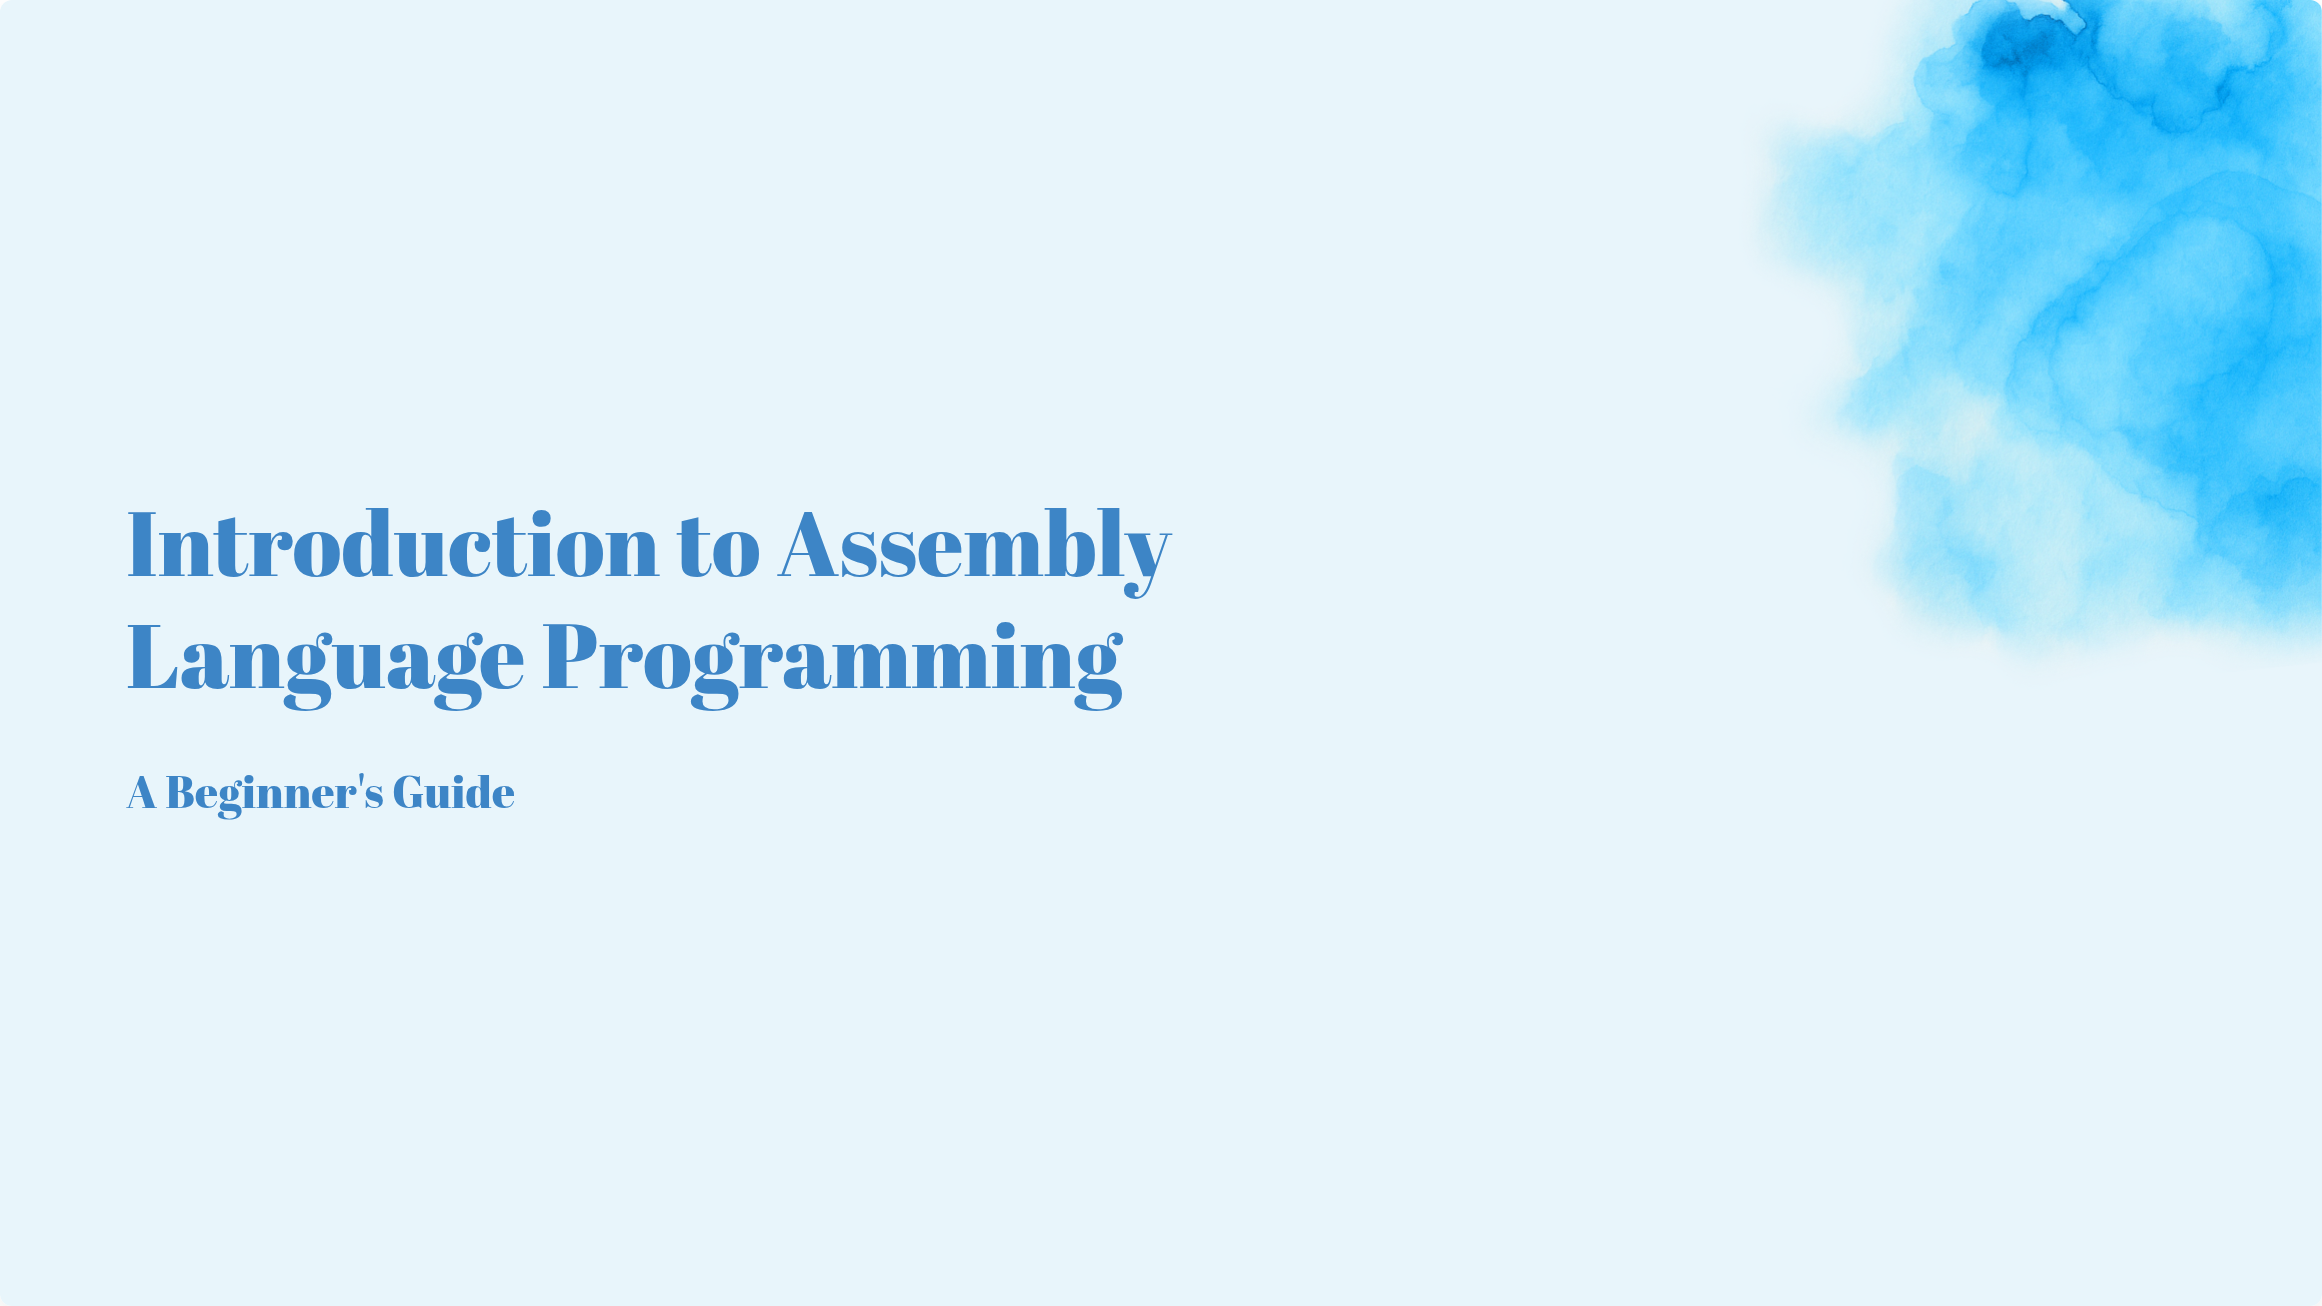 Introduction to Assembly
Language Programming
A Beginner's Guide